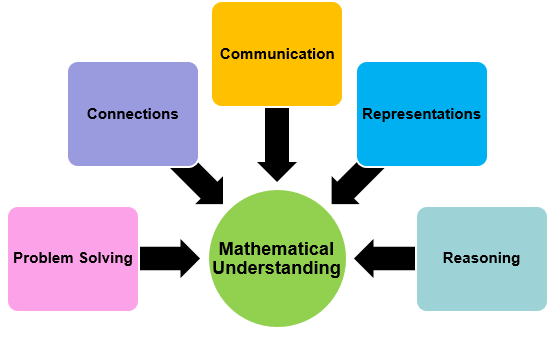 Communication
Connections
Representations
Problem Solving
Mathematical
Understanding
Reasoning